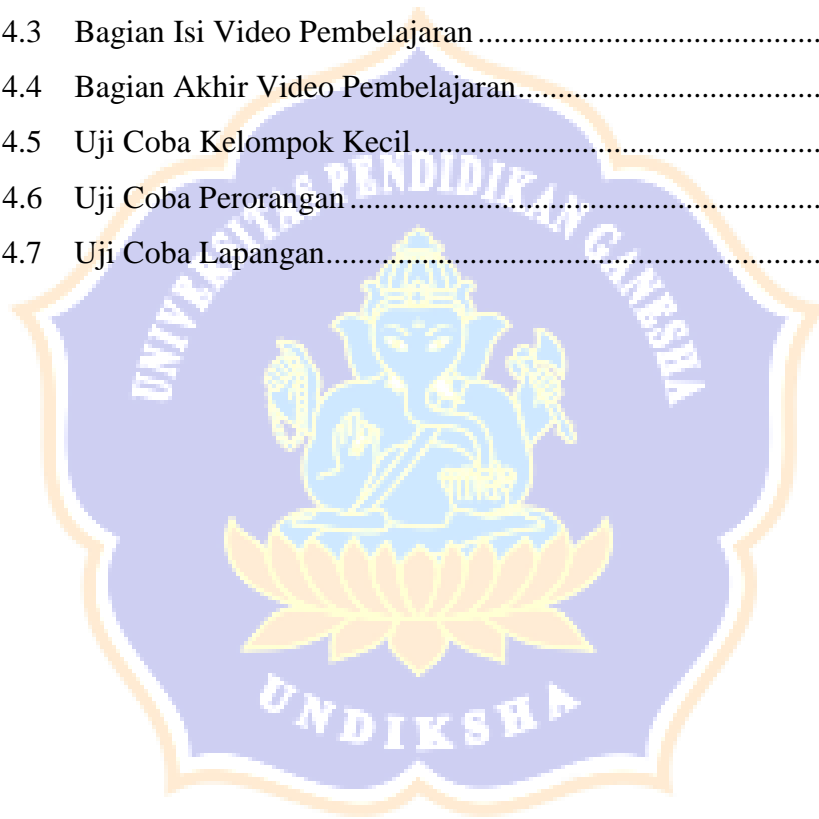 4.3 Bagian Isi Video Pembelajaran ...........................................
4.4 Bagian Akhir Video Pembelajaran......................................
4.5 Uji Coba Kelompok Kecil...................................................
4.6 Uji Coba Perorangan ...........................................................
4.7 Uji Coba Lapangan..............................................................
UNIVERSITAS PENDIDIKAN GANESHA
UNDIKSHA